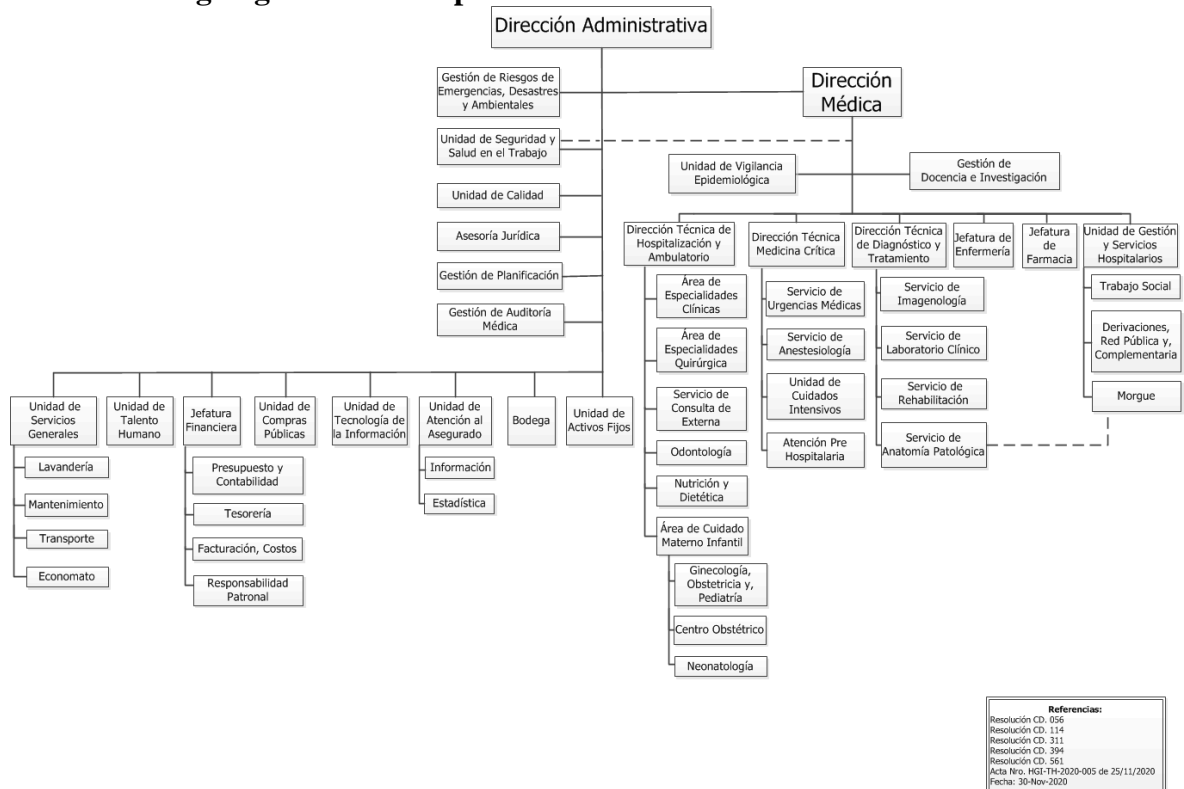 Dirección Administrativa
Gestión de Riesgos de
Emergencias, Desastres
y Ambientales
Dirección
Médica
Unidad de Seguridad y
Salud en el Trabajo
Unidad de Vigilancia
Epidemiológica
Gestión de
Docencia e Investigación
Unidad de Calidad
Asesoría Jurídica
Gestión de Planificación
Gestión de Auditoría
Médica
Dirección Técnica de
Hospitalización y
Ambulatorio
Dirección Técnica
Medicina Crítica
Dirección Técnica
de Diagnóstico y
Tratamiento
Jefatura de
Enfermería
Jefatura
de
Farmacia
Unidad de Gestión
y Servicios
Hospitalarios
Área de
Especialidades
Clínicas
Área de
Especialidades
Quirúrgica
Servicio de
Consulta de
Externa
Odontología
Nutrición y
Dietética
Área de Cuidado
Materno Infantil
Ginecología,
Obstetricia y,
Pediatría
Centro Obstétrico
Neonatología
Servicio de
Urgencias Médicas
Servicio de
Anestesiología
Unidad de
Cuidados
Intensivos
Atención Pre
Hospitalaria
Servicio de
Imagenología
Servicio de
Laboratorio Clínico
Servicio de
Rehabilitación
Servicio de
Anatomía Patológica
Trabajo Social
Derivaciones,
Red Pública y,
Complementaria
Morgue
Unidad de
Servicios
Generales
Unidad de
Talento
Humano
Jefatura
Financiera
Unidad de
Compras
Públicas
Unidad de
Tecnología de
la Información
Unidad de
Atención al
Asegurado
Bodega
Unidad de
Activos Fijos
Lavandería
Mantenimiento
Transporte
Economato
Presupuesto y
Contabilidad
Tesorería
Facturación, Costos
Responsabilidad
Patronal
Información
Estadística
Referencias:
Resolución CD. 056
Resolución CD. 114
Resolución CD. 311
Resolución CD. 394
Resolución CD. 561
Acta Nro. HGI-TH-2020-005 de 25/11/2020
Fecha: 30-Nov-2020